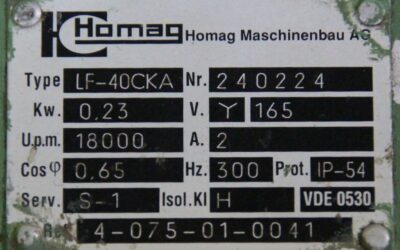 Homag Homag Maschinenbau AG
Type LF-40CKA Nr. 240224
Kw. 0,23 V. Y 165
U.p.m. 18000 A. 2
Cosφ 0,65 Hz. 300 Prot. IP-54
Serv. S-1 Isol.Kl H VDE 0530
4-075-01-0041